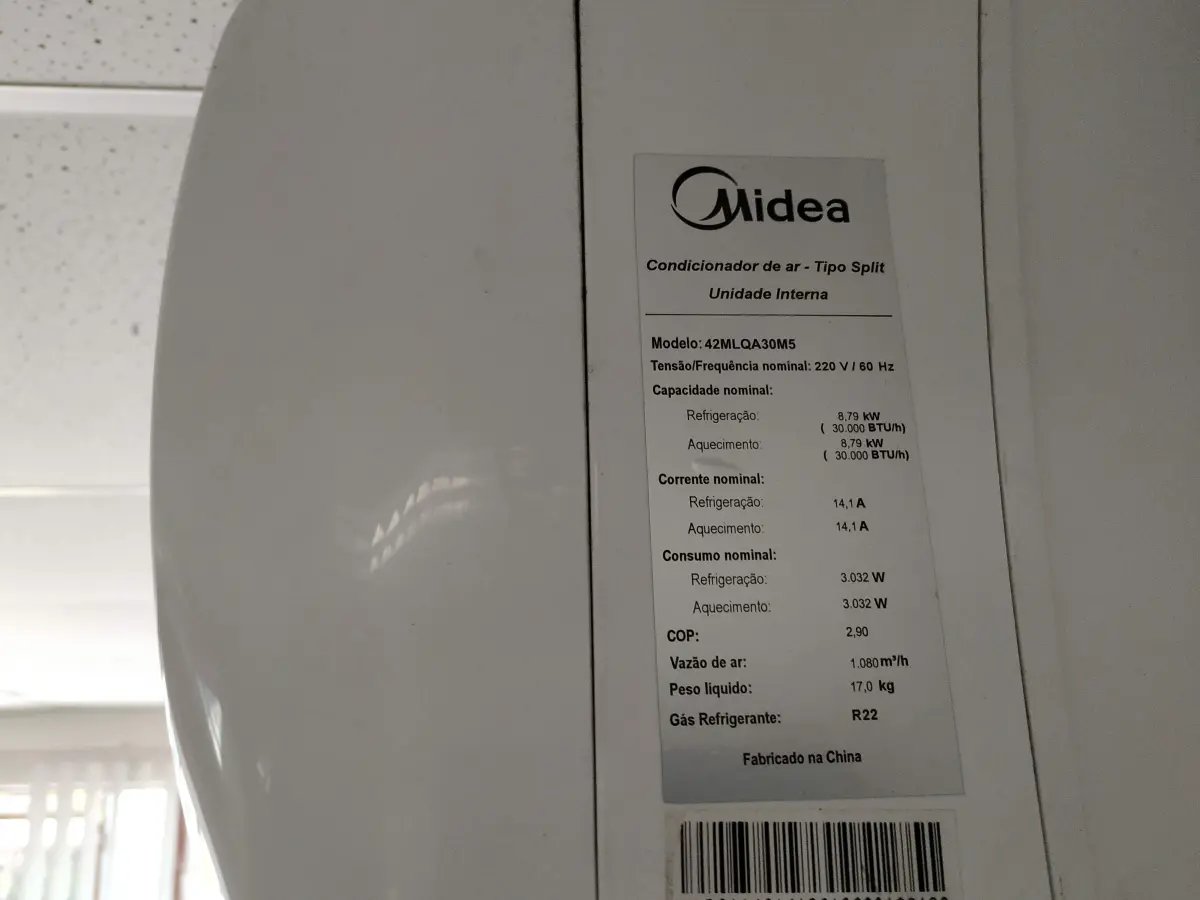 Midea
Condicionador de ar - Tipo Split
Unidade Interna
Modelo: 42MLQA30M5
Tensão/Frequência nominal: 220 V / 60 Hz
Capacidade nominal:
Refrigeração: 8,79 kW
( 30.000 BTU/h)
Aquecimento: 8,79 kW
( 30.000 BTU/h)
Corrente nominal:
Refrigeração: 14,1 A
Aquecimento: 14,1 A
Consumo nominal:
Refrigeração: 3.032 W
Aquecimento: 3.032 W
COP: 2,90
Vazão de ar: 1.080 m³/h
Peso liquido: 17,0 kg
Gás Refrigerante: R22
Fabricado na China